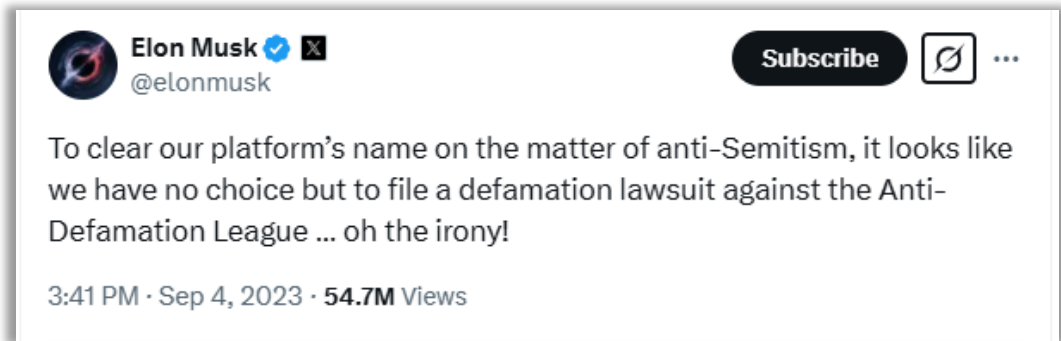 Elon Musk
@elonmusk
Subscribe
To clear our platform’s name on the matter of anti-Semitism, it looks like
we have no choice but to file a defamation lawsuit against the Anti-
Defamation League ... oh the irony!
3:41 PM · Sep 4, 2023 · 54.7M Views